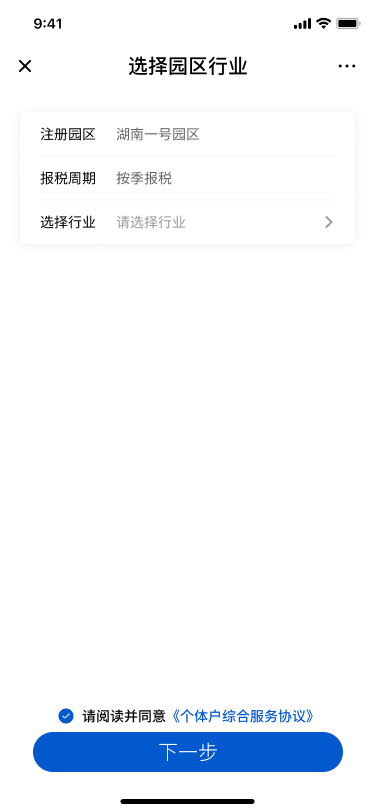 9:41
选择园区行业
注册园区 湖南一号园区
报税周期 按季报税
选择行业 请选择行业
请阅读并同意《个体户综合服务协议》
下一步